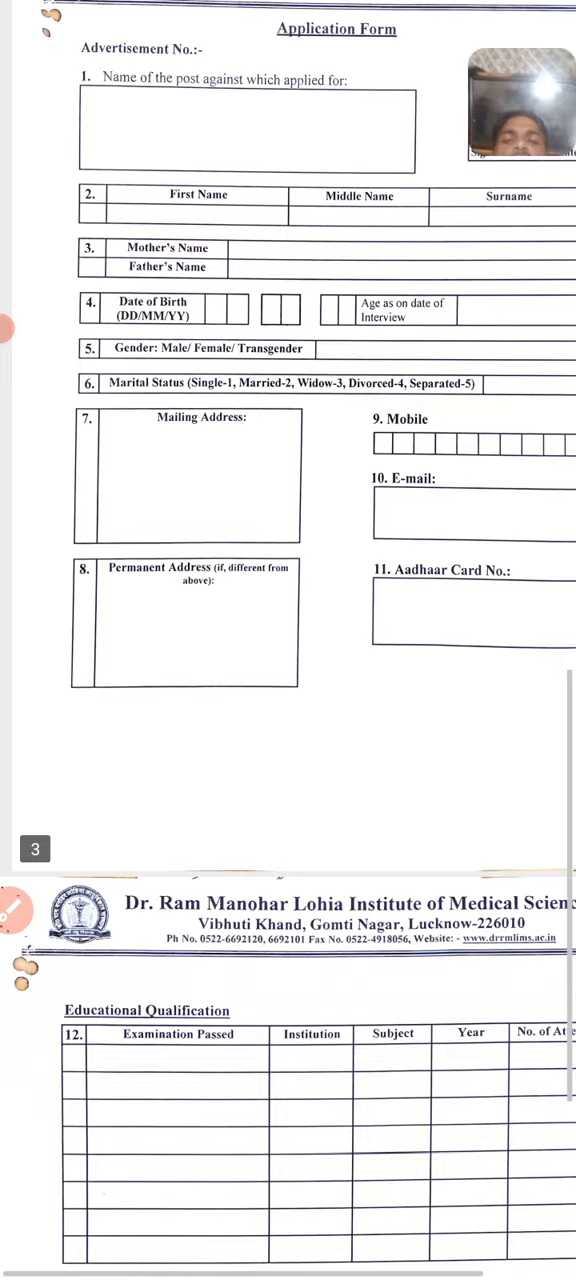 Application Form
Advertisement No.:-
1. Name of the post against which applied for:
2. First Name Middle Name Surname
3. Mother's Name
Father's Name
4. Date of Birth (DD/MM/YY) Age as on date of Interview
5. Gender: Male/ Female/ Transgender
6. Marital Status (Single-1, Married-2, Widow-3, Divorced-4, Separated-5)
7. Mailing Address:
9. Mobile
10. E-mail:
8. Permanent Address (if, different from above):
11. Aadhaar Card No.:
3
Dr. Ram Manohar Lohia Institute of Medical Scienc
Vibhuti Khand, Gomti Nagar, Lucknow-226010
Ph No. 0522-6692120, 6692101 Fax No. 0522-4918056, Website: - www.drrmlims.ac.in
Educational Qualification
12. Examination Passed Institution Subject Year No. of